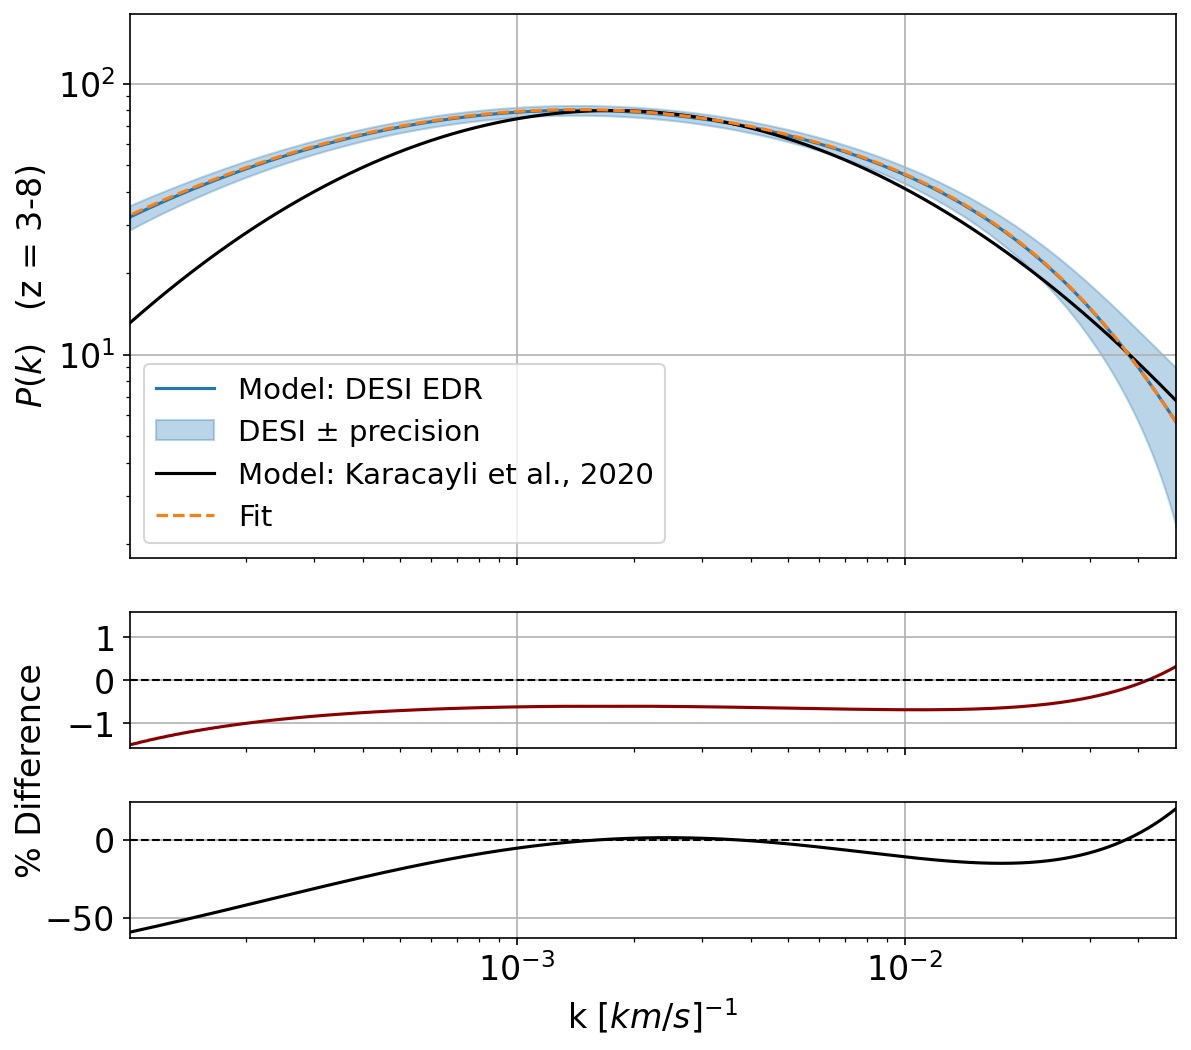 10²
10¹
P(k) (z = 3-8)
Model: DESI EDR
DESI ± precision
Model: Karacayli et al., 2020
Fit
1
0
−1
% Difference
0
−50
10⁻³ 10⁻²
k [km/s]⁻¹